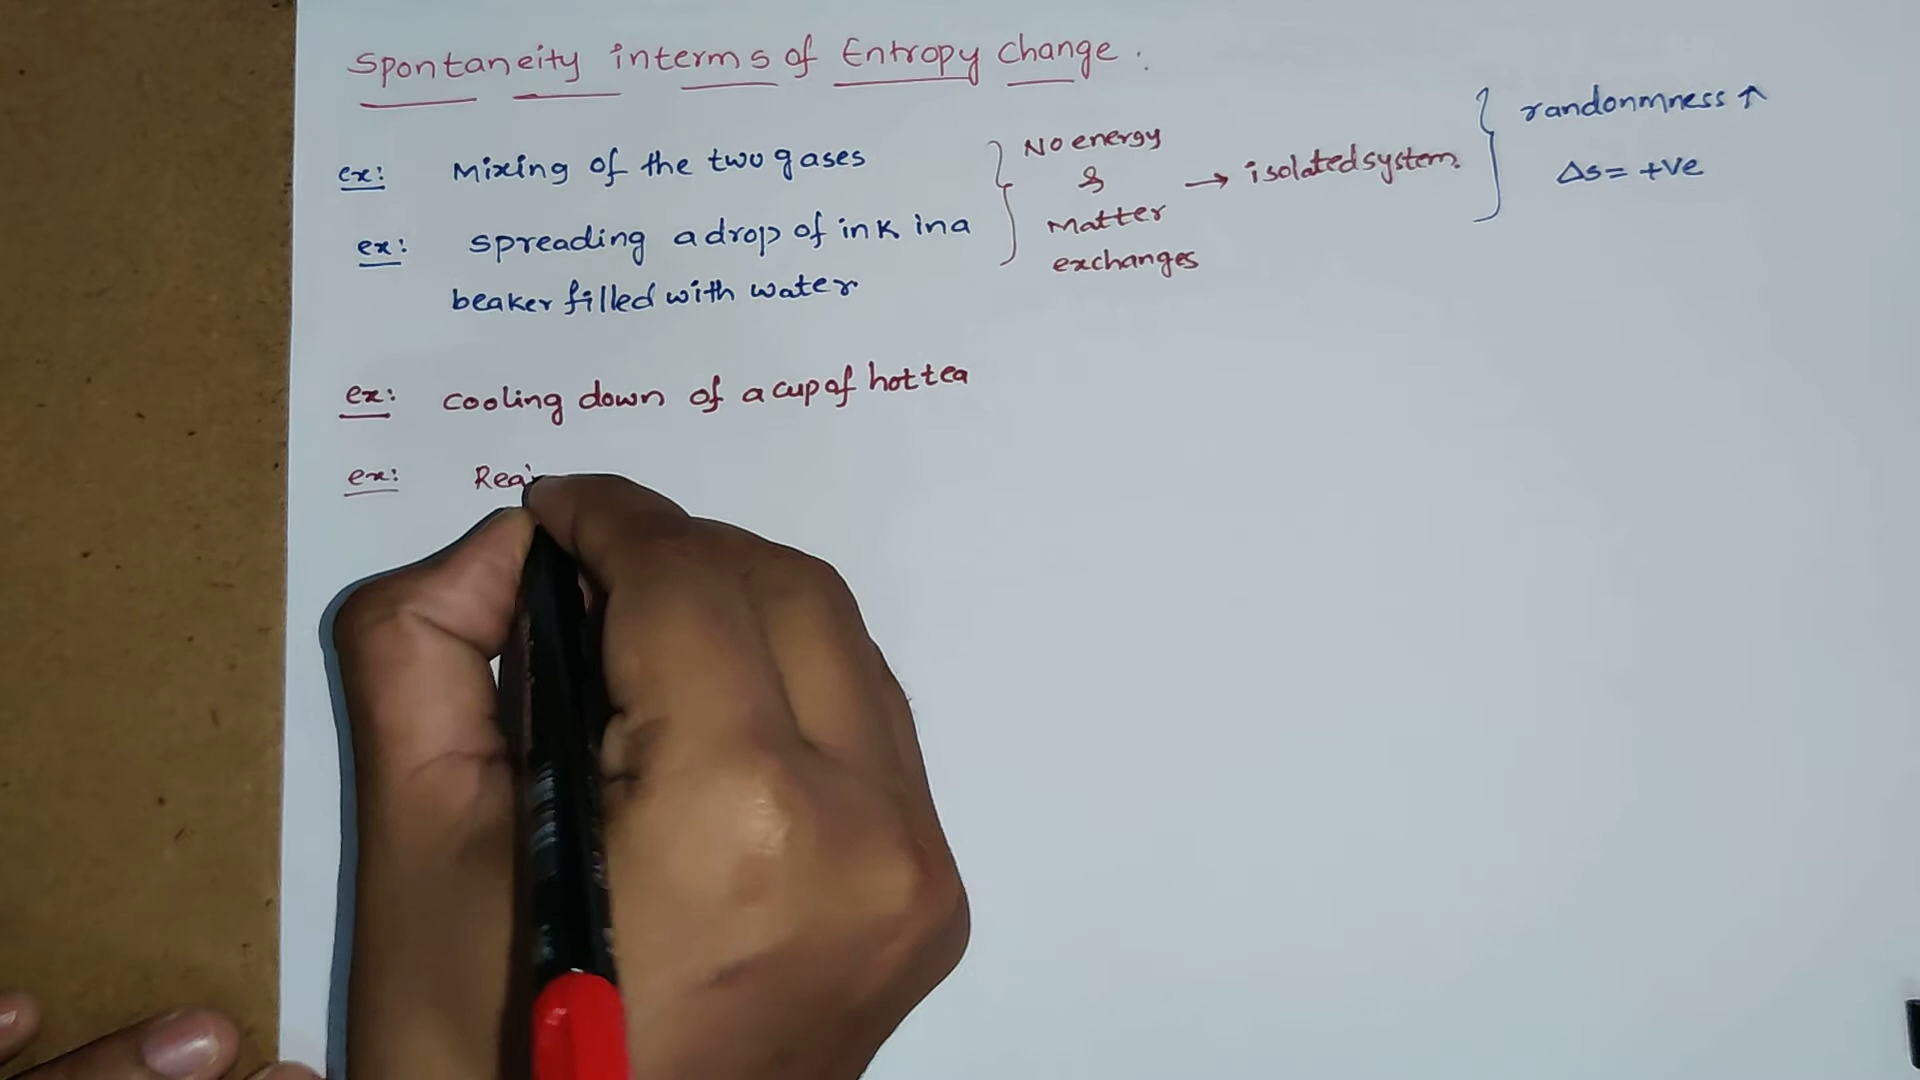 Spontaneity interms of Entropy change.
ex: Mixing of the two gases
ex: spreading a drop of ink in a
beaker filled with water
No energy
&
Matter
exchanges
→ isolated system.
randonmness ↑
Δs = +ve
ex: cooling down of a cup of hot tea
ex: Rea